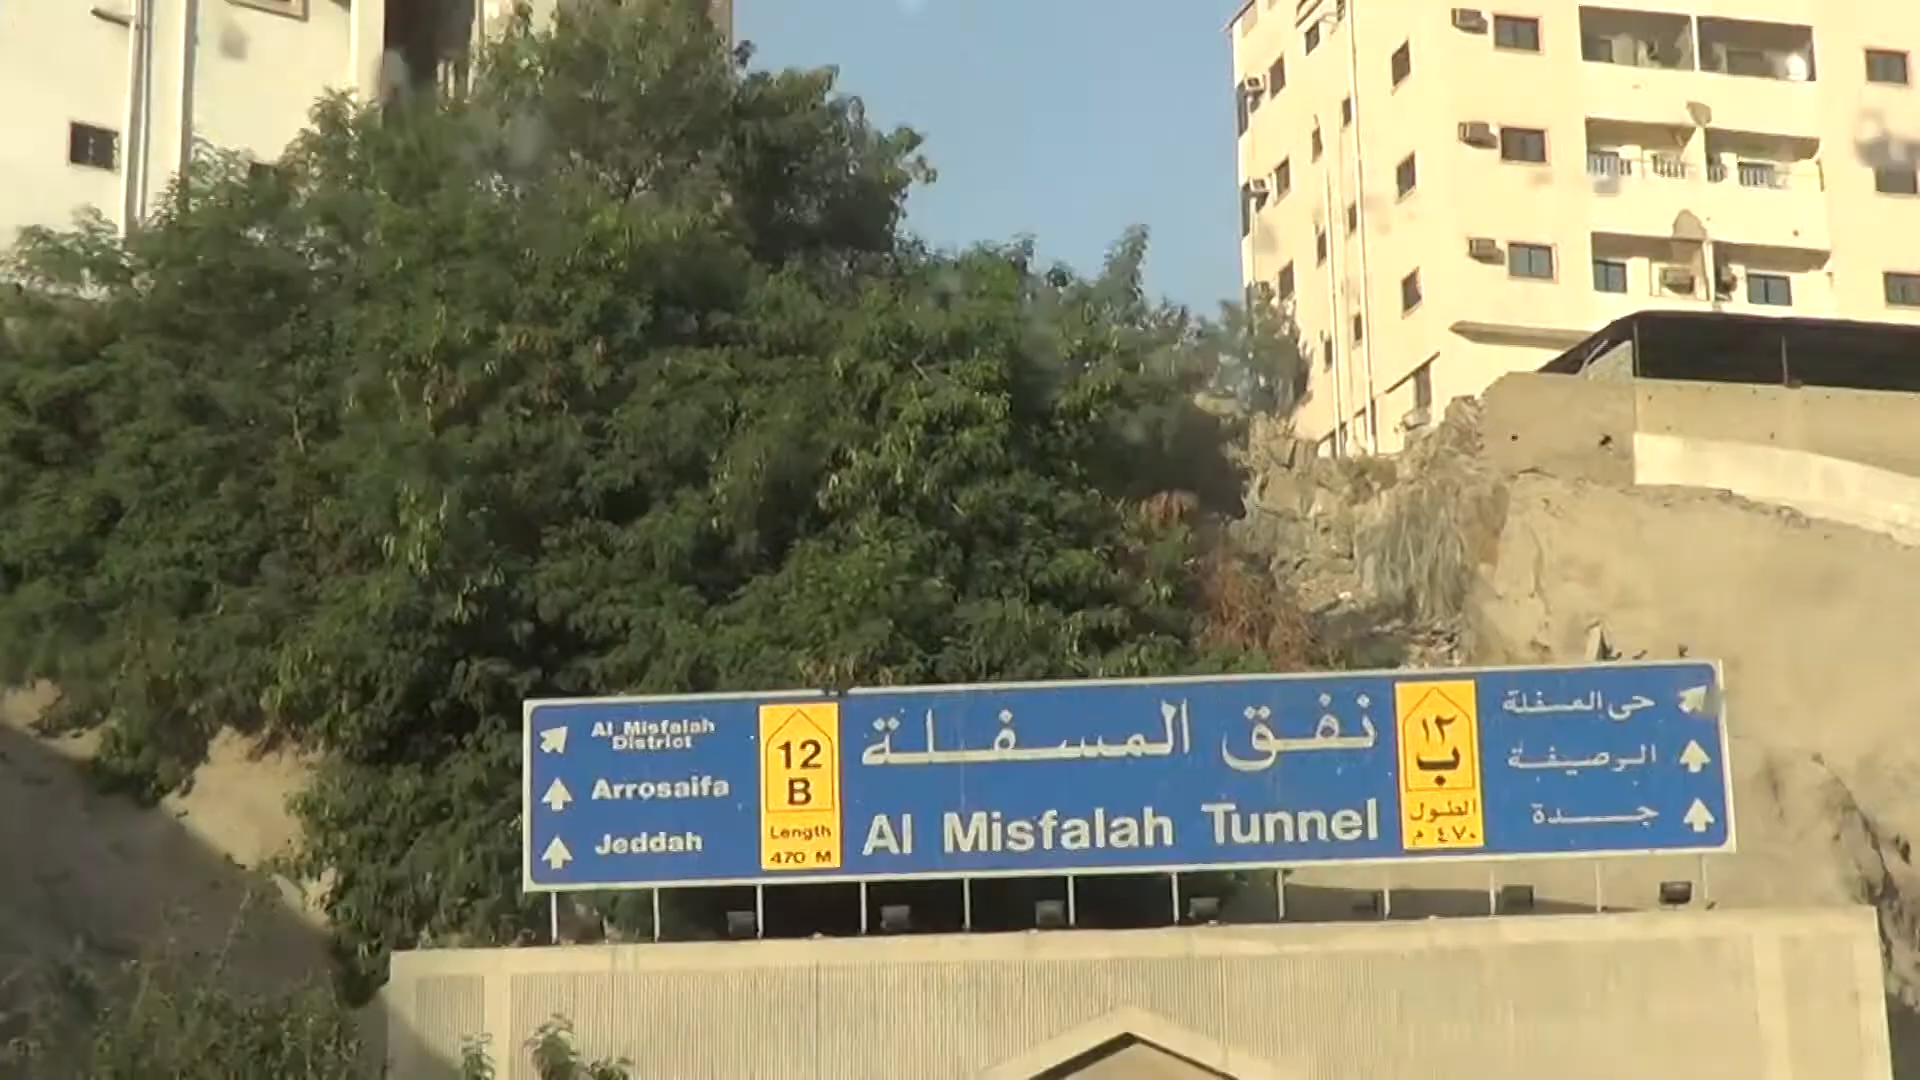 Al Misfalah
District
Arrosaifa
Jeddah
12
B
Length
470 M
نفق المسفلة
Al Misfalah Tunnel
١٢
ب
الطول
٤٧٠ م
حى المسفلة
الرصيفة
جدة